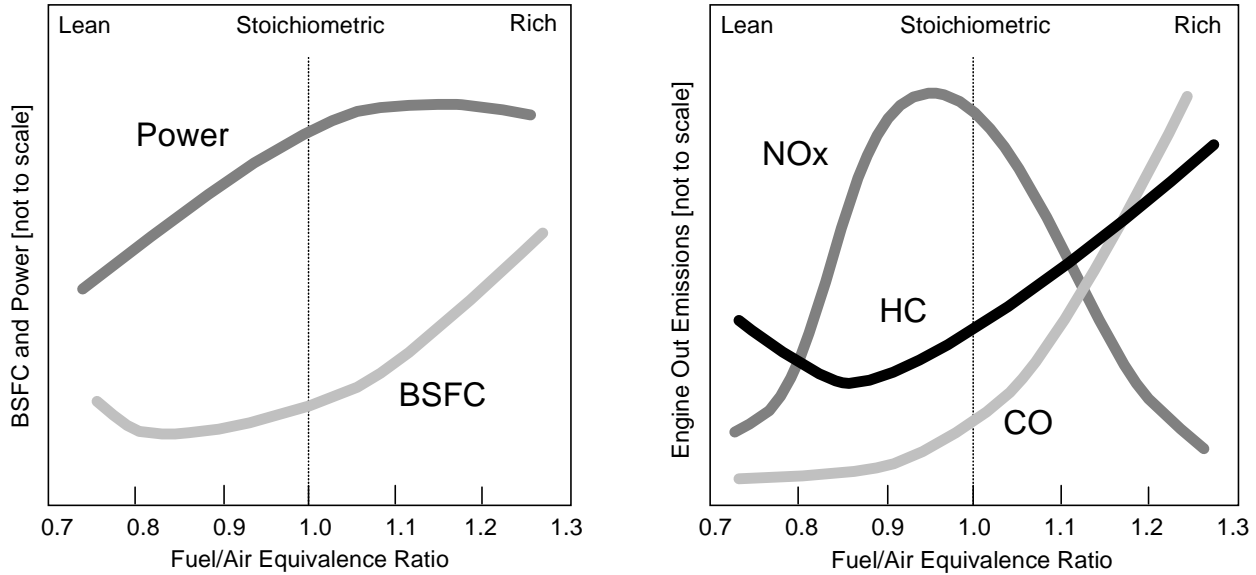 Lean Stoichiometric Rich
Power
BSFC
BSFC and Power [not to scale]
0.7 0.8 0.9 1.0 1.1 1.2 1.3
Fuel/Air Equivalence Ratio
Lean Stoichiometric Rich
NOx
HC
CO
Engine Out Emissions [not to scale]
0.7 0.8 0.9 1.0 1.1 1.2 1.3
Fuel/Air Equivalence Ratio